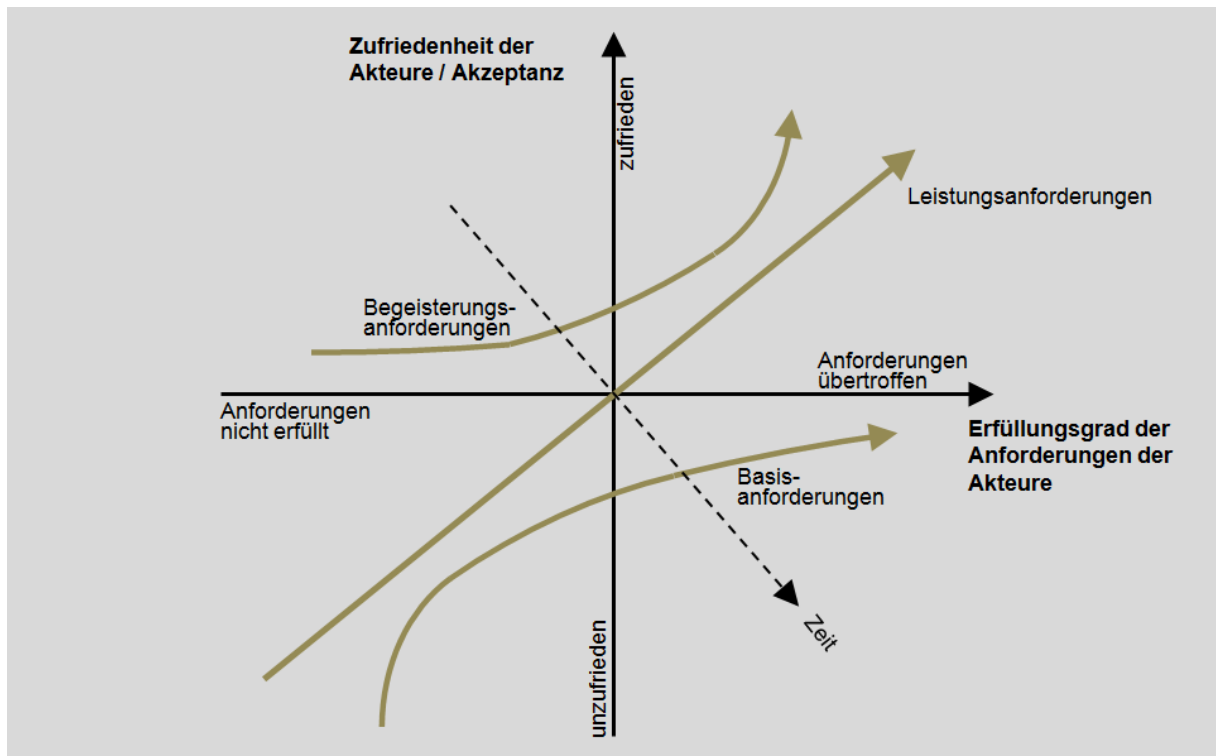 Zufriedenheit der
Akteure / Akzeptanz
zufrieden
Leistungsanforderungen
Begeisterungs-
anforderungen
Anforderungen
übertroffen
Anforderungen
nicht erfüllt
Erfüllungsgrad der
Anforderungen der
Akteure
Basis-
anforderungen
Zeit
unzufrieden